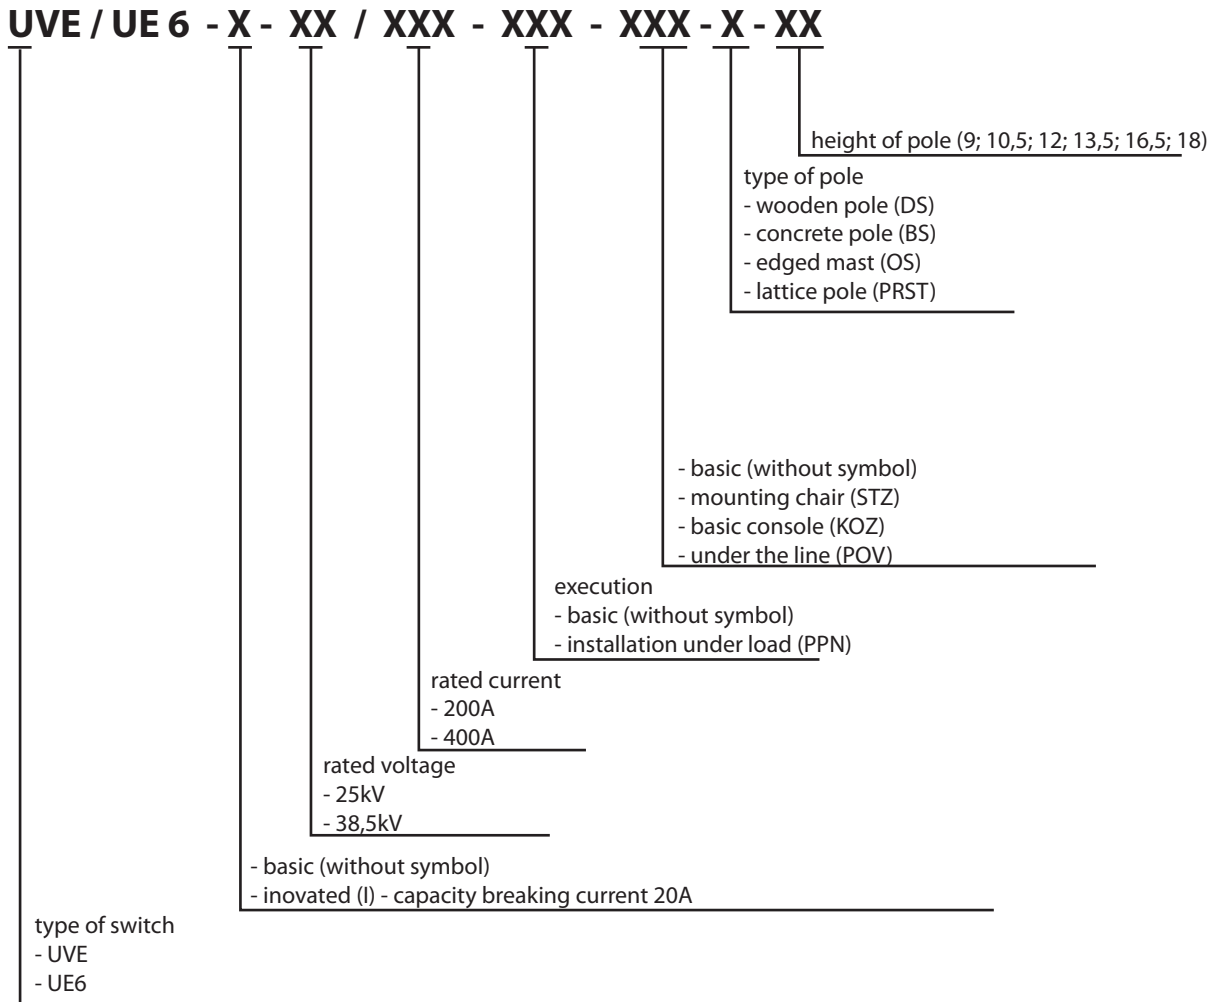 UVE / UE 6 - X - XX / XXX - XXX - XXX - X - XX
height of pole (9; 10,5; 12; 13,5; 16,5; 18)
type of pole
- wooden pole (DS)
- concrete pole (BS)
- edged mast (OS)
- lattice pole (PRST)
- basic (without symbol)
- mounting chair (STZ)
- basic console (KOZ)
- under the line (POV)
execution
- basic (without symbol)
- installation under load (PPN)
rated current
- 200A
- 400A
rated voltage
- 25kV
- 38,5kV
- basic (without symbol)
- inovated (I) - capacity breaking current 20A
type of switch
- UVE
- UE6